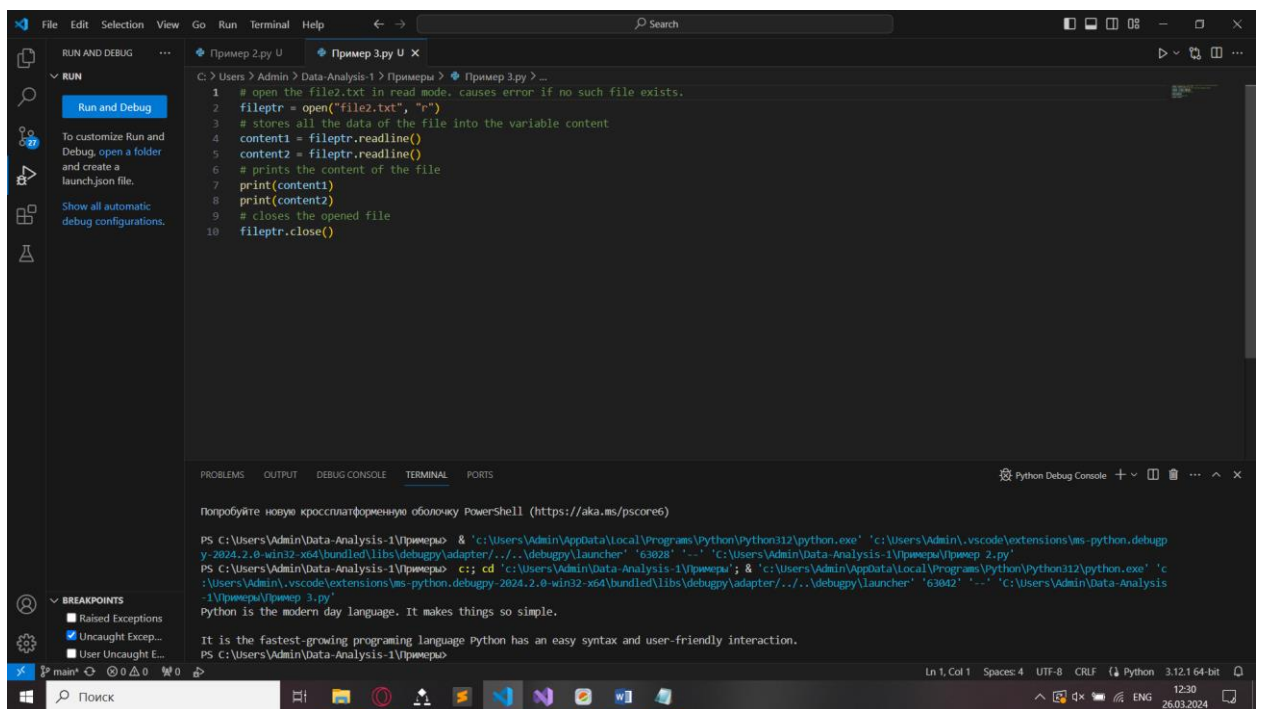 File Edit Selection View Go Run Terminal Help
Search
RUN AND DEBUG ...
RUN
Run and Debug
To customize Run and
Debug, open a folder
and create a
launch.json file.
Show all automatic
debug configurations.
27
Пример 2.py U
Пример 3.py U
C: > Users > Admin > Data-Analysis-1 > Примеры > Пример 3.py > ...
1 # open the file2.txt in read mode. causes error if no such file exists.
2 fileptr = open("file2.txt", "r")
3 # stores all the data of the file into the variable content
4 content1 = fileptr.readline()
5 content2 = fileptr.readline()
6 # prints the content of the file
7 print(content1)
8 print(content2)
9 # closes the opened file
10 fileptr.close()
PROBLEMS OUTPUT DEBUG CONSOLE TERMINAL PORTS
Python Debug Console
Попробуйте новую кроссплатформенную оболочку PowerShell (https://aka.ms/pscore6)
PS C:\Users\Admin\Data-Analysis-1\Примеры> & 'c:\Users\Admin\AppData\Local\Programs\Python\Python312\python.exe' 'c:\Users\Admin\.vscode\extensions\ms-python.debugp
y-2024.2.0-win32-x64\bundled\libs\debugpy\adapter/../..\debugpy\launcher' '63028' '--' 'C:\Users\Admin\Data-Analysis-1\Примеры\Пример 2.py'
PS C:\Users\Admin\Data-Analysis-1\Примеры> c:; cd 'c:\Users\Admin\Data-Analysis-1\Примеры'; & 'c:\Users\Admin\AppData\Local\Programs\Python\Python312\python.exe' 'c
:\Users\Admin\.vscode\extensions\ms-python.debugpy-2024.2.0-win32-x64\bundled\libs\debugpy\adapter/../..\debugpy\launcher' '63042' '--' 'C:\Users\Admin\Data-Analysis
-1\Примеры\Пример 3.py'
Python is the modern day language. It makes things so simple.
It is the fastest-growing programing language Python has an easy syntax and user-friendly interaction.
PS C:\Users\Admin\Data-Analysis-1\Примеры>
BREAKPOINTS
Raised Exceptions
Uncaught Excep...
User Uncaught E...
main* 0 0 0
Ln 1, Col 1 Spaces: 4 UTF-8 CRLF Python 3.12.1 64-bit
Поиск
ENG
12:30
26.03.2024